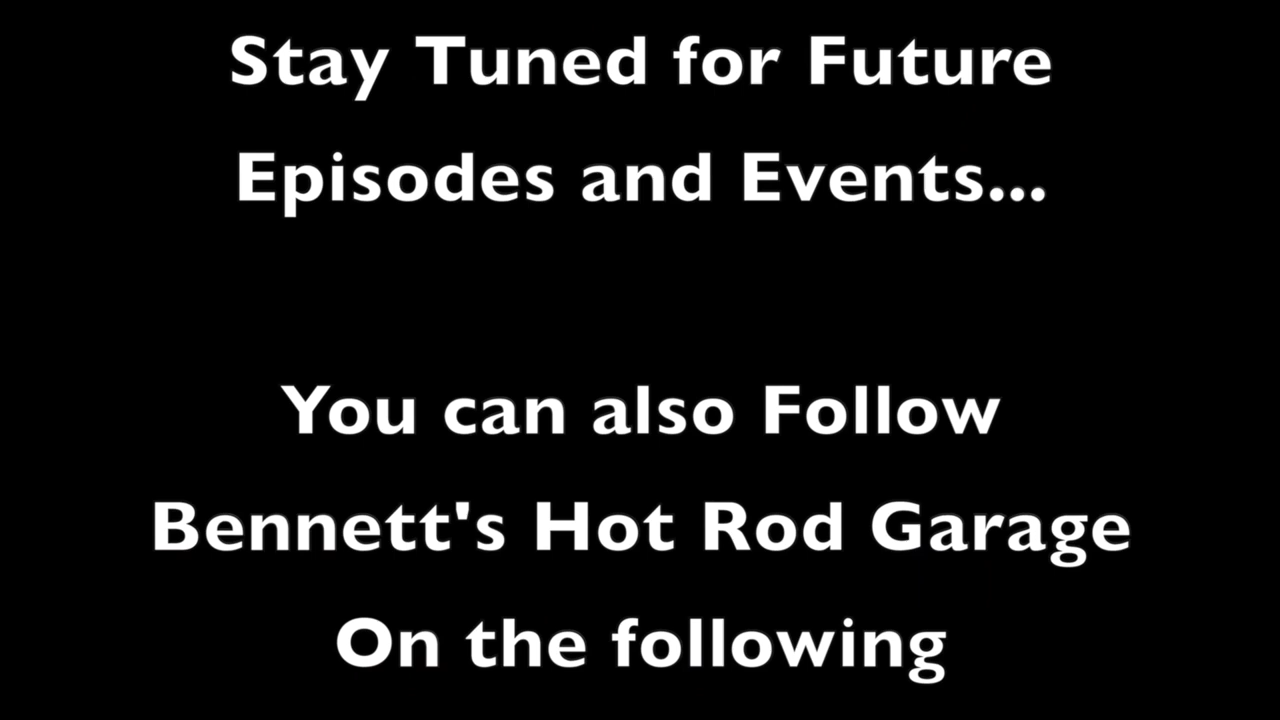 Stay Tuned for Future
Episodes and Events...
You can also Follow
Bennett's Hot Rod Garage
On the following